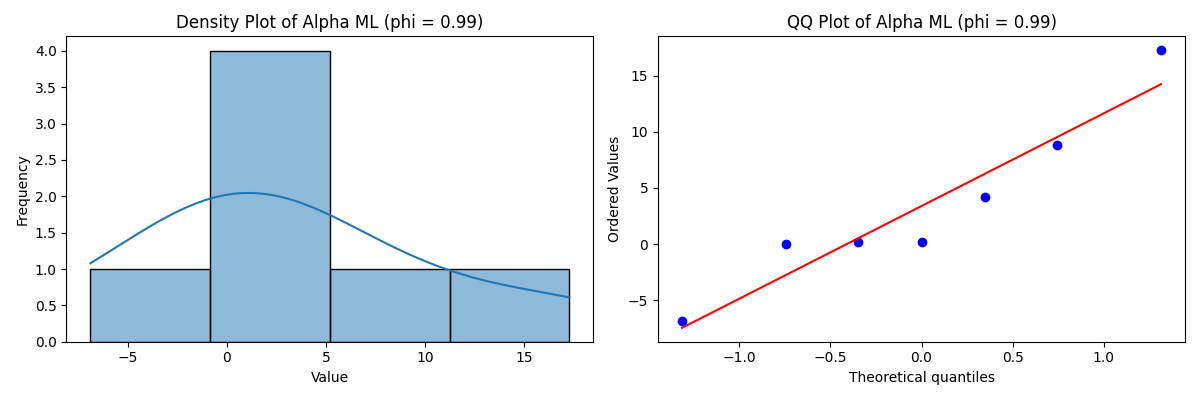 Density Plot of Alpha ML (phi = 0.99)
4.0
3.5
3.0
2.5
2.0
1.5
1.0
0.5
0.0
Frequency
−5 0 5 10 15
Value
QQ Plot of Alpha ML (phi = 0.99)
15
10
5
0
−5
Ordered Values
−1.0 −0.5 0.0 0.5 1.0
Theoretical quantiles